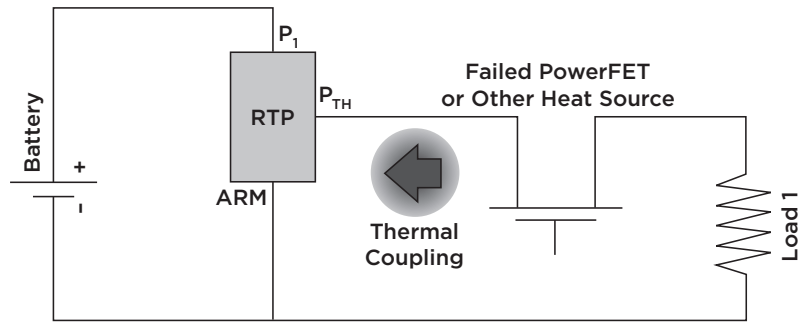 P1
Failed PowerFET
or Other Heat Source
PTH
RTP
Battery
+
-
ARM
Thermal
Coupling
Load 1